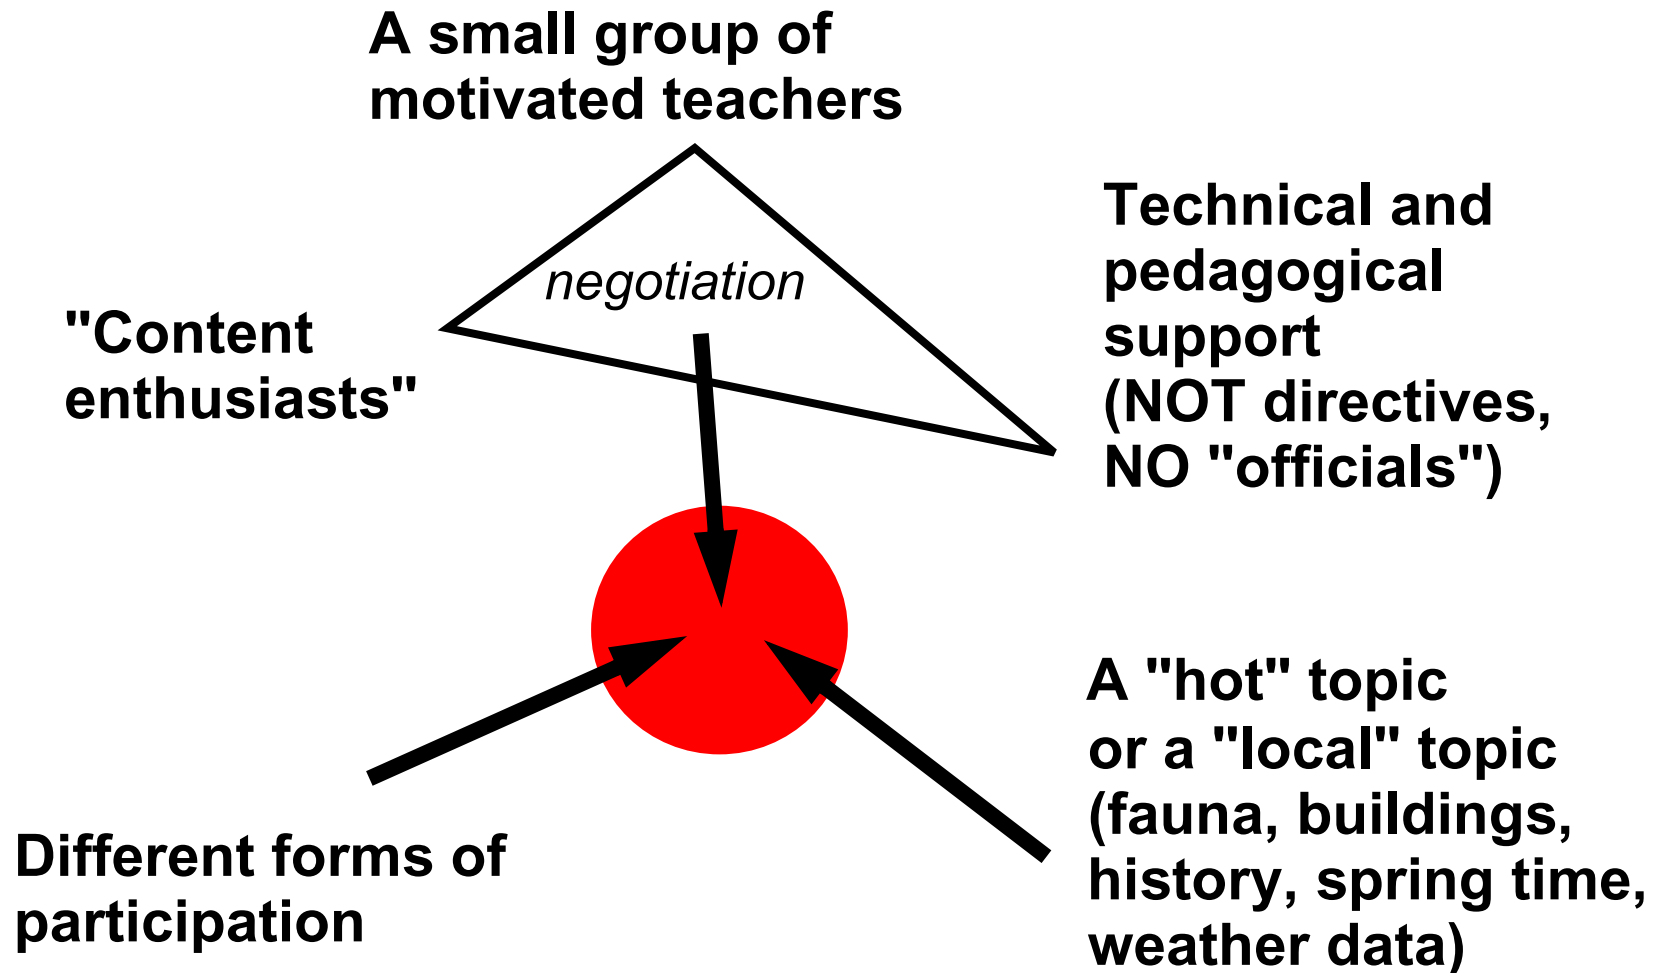 A small group of
motivated teachers
negotiation
"Content
enthusiasts"
Technical and
pedagogical
support
(NOT directives,
NO "officials")
Different forms of
participation
A "hot" topic
or a "local" topic
(fauna, buildings,
history, spring time,
weather data)